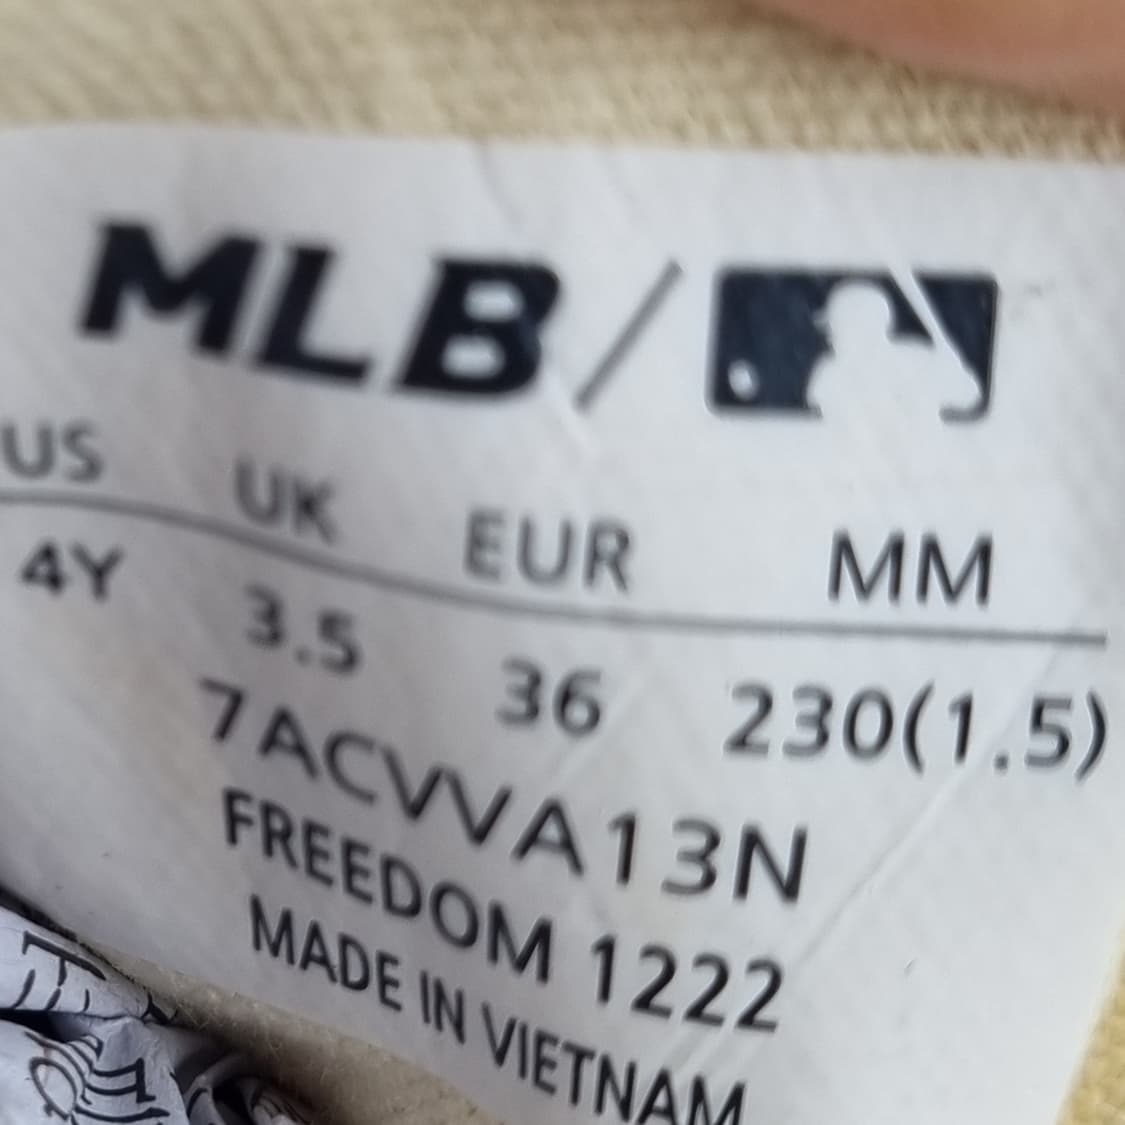 MLB/
US UK EUR MM
4Y 3.5 36 230(1.5)
7ACVVA13N
FREEDOM 1222
MADE IN VIETNAM